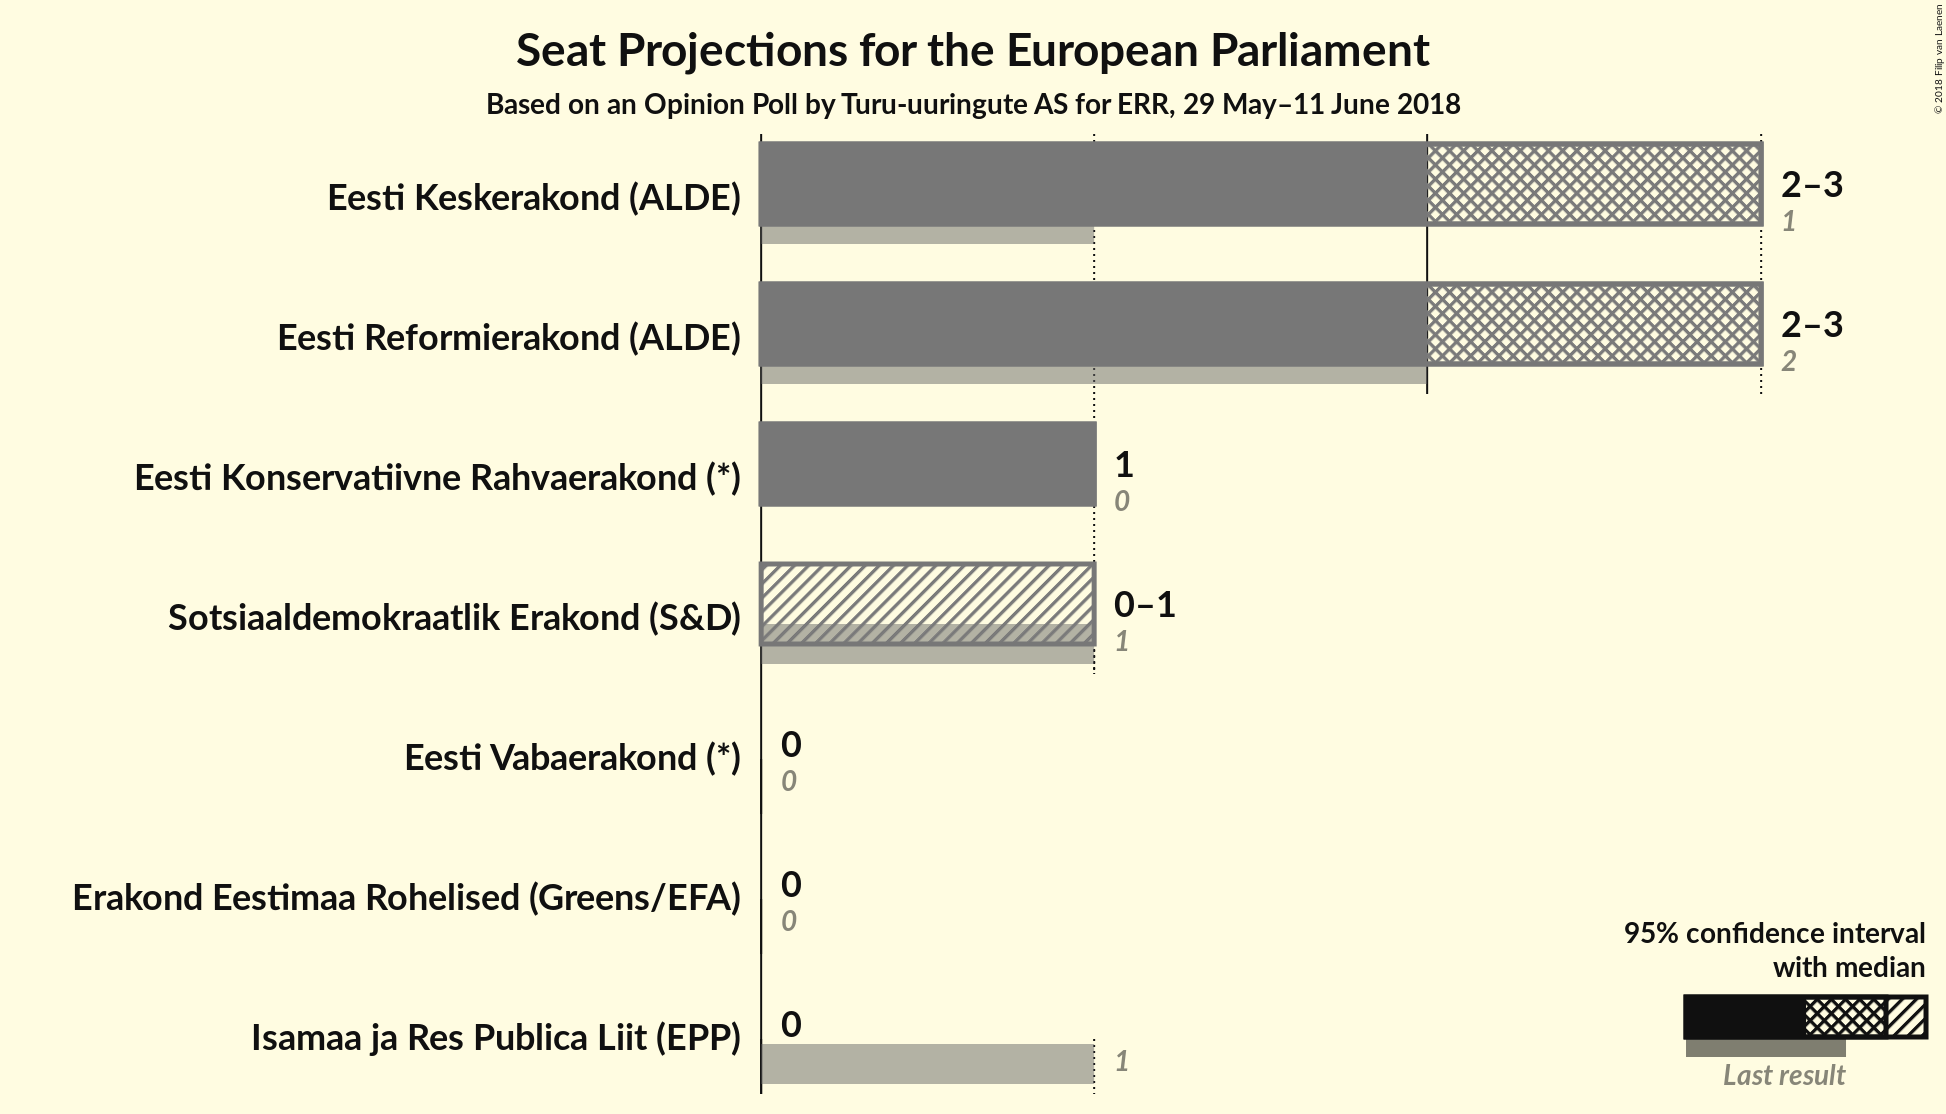 Seat Projections for the European Parliament
Based on an Opinion Poll by Turu-uuringute AS for ERR, 29 May–11 June 2018
© 2018 Filip van Laenen
Eesti Keskerakond (ALDE)
2–3
1
Eesti Reformierakond (ALDE)
2–3
2
Eesti Konservatiivne Rahvaerakond (*)
1
0
Sotsiaaldemokraatlik Erakond (S&D)
0–1
1
Eesti Vabaerakond (*)
0
0
Erakond Eestimaa Rohelised (Greens/EFA)
0
0
Isamaa ja Res Publica Liit (EPP)
0
1
95% confidence interval
with median
Last result